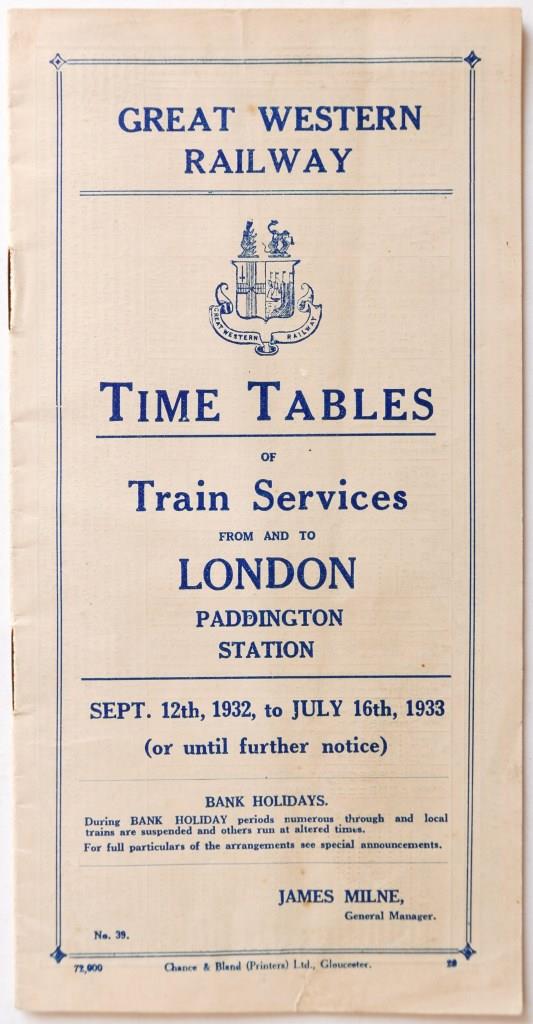 GREAT WESTERN
RAILWAY
GREAT WESTERN RAILWAY
TIME TABLES
OF
Train Services
FROM AND TO
LONDON
PADDINGTON
STATION
SEPT. 12th, 1932, to JULY 16th, 1933
(or until further notice)
BANK HOLIDAYS.
During BANK HOLIDAY periods numerous through and local
trains are suspended and others run at altered times.
For full particulars of the arrangements see special announcements.
JAMES MILNE,
General Manager.
No. 39.
72,000 Chance & Bland (Printers) Ltd., Gloucester.